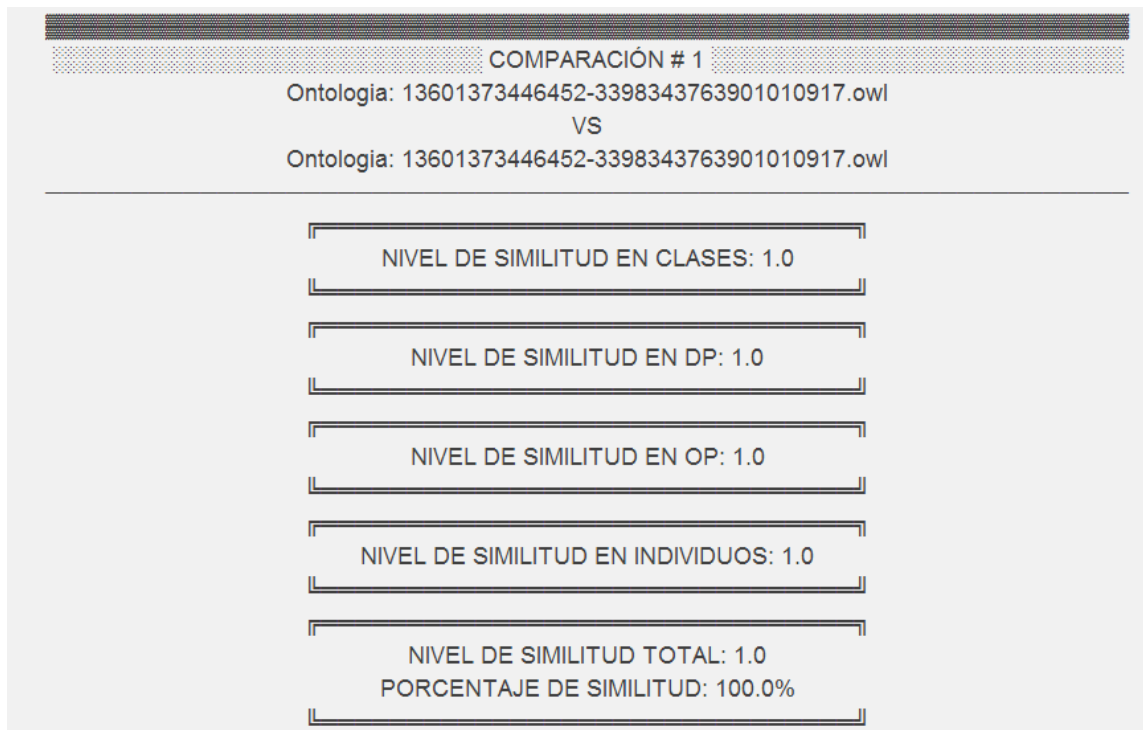 COMPARACIÓN # 1
Ontologia: 13601373446452-3398343763901010917.owl
VS
Ontologia: 13601373446452-3398343763901010917.owl
NIVEL DE SIMILITUD EN CLASES: 1.0
NIVEL DE SIMILITUD EN DP: 1.0
NIVEL DE SIMILITUD EN OP: 1.0
NIVEL DE SIMILITUD EN INDIVIDUOS: 1.0
NIVEL DE SIMILITUD TOTAL: 1.0
PORCENTAJE DE SIMILITUD: 100.0%